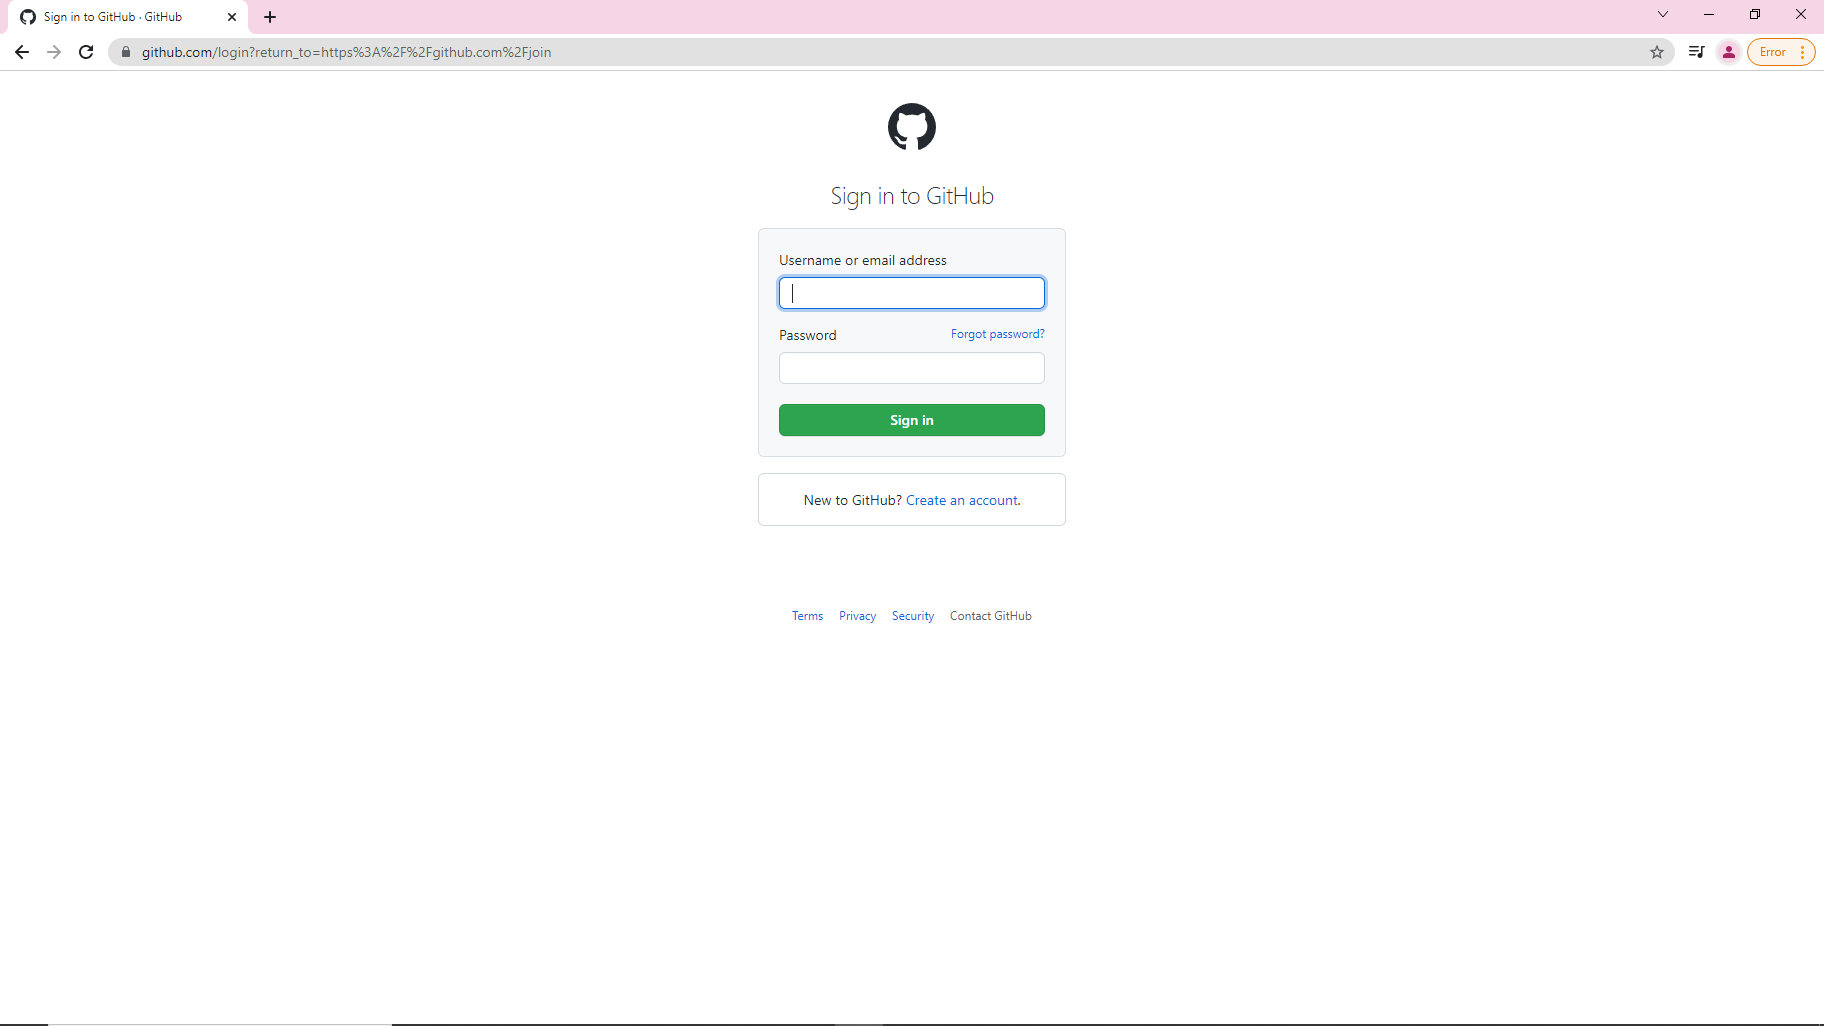 Sign in to GitHub · GitHub
github.com/login?return_to=https%3A%2F%2Fgithub.com%2Fjoin
Error
Sign in to GitHub
Username or email address
Password
Forgot password?
Sign in
New to GitHub? Create an account.
Terms Privacy Security Contact GitHub